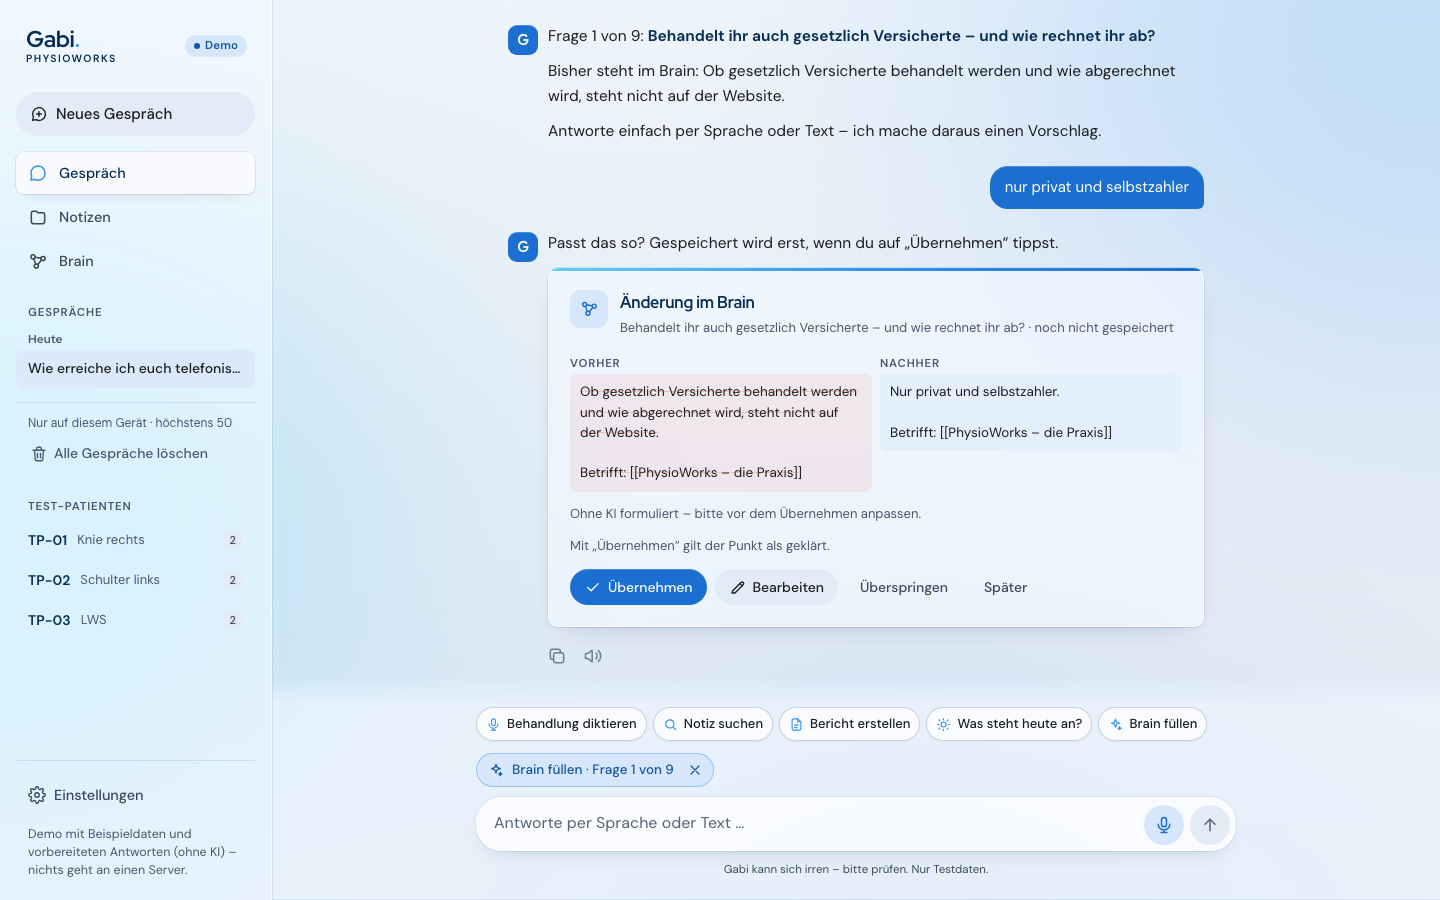 Gabi.
PHYSIOWORKS
Demo
Neues Gespräch
Gespräch
Notizen
Brain
GESPRÄCHE
Heute
Wie erreiche ich euch telefonis...
Nur auf diesem Gerät · höchstens 50
Alle Gespräche löschen
TEST-PATIENTEN
TP-01 Knie rechts 2
TP-02 Schulter links 2
TP-03 LWS 2
Einstellungen
Demo mit Beispieldaten und
vorbereiteten Antworten (ohne KI) –
nichts geht an einen Server.
G
Frage 1 von 9: Behandelt ihr auch gesetzlich Versicherte – und wie rechnet ihr ab?
Bisher steht im Brain: Ob gesetzlich Versicherte behandelt werden und wie abgerechnet
wird, steht nicht auf der Website.
Antworte einfach per Sprache oder Text – ich mache daraus einen Vorschlag.
nur privat und selbstzahler
G
Passt das so? Gespeichert wird erst, wenn du auf „Übernehmen“ tippst.
Änderung im Brain
Behandelt ihr auch gesetzlich Versicherte – und wie rechnet ihr ab? · noch nicht gespeichert
VORHER
Ob gesetzlich Versicherte behandelt werden
und wie abgerechnet wird, steht nicht auf
der Website.
Betrifft: [[PhysioWorks – die Praxis]]
NACHHER
Nur privat und selbstzahler.
Betrifft: [[PhysioWorks – die Praxis]]
Ohne KI formuliert – bitte vor dem Übernehmen anpassen.
Mit „Übernehmen“ gilt der Punkt als geklärt.
Übernehmen
Bearbeiten
Überspringen
Später
Behandlung diktieren
Notiz suchen
Bericht erstellen
Was steht heute an?
Brain füllen
Brain füllen · Frage 1 von 9
Antworte per Sprache oder Text ...
Gabi kann sich irren – bitte prüfen. Nur Testdaten.